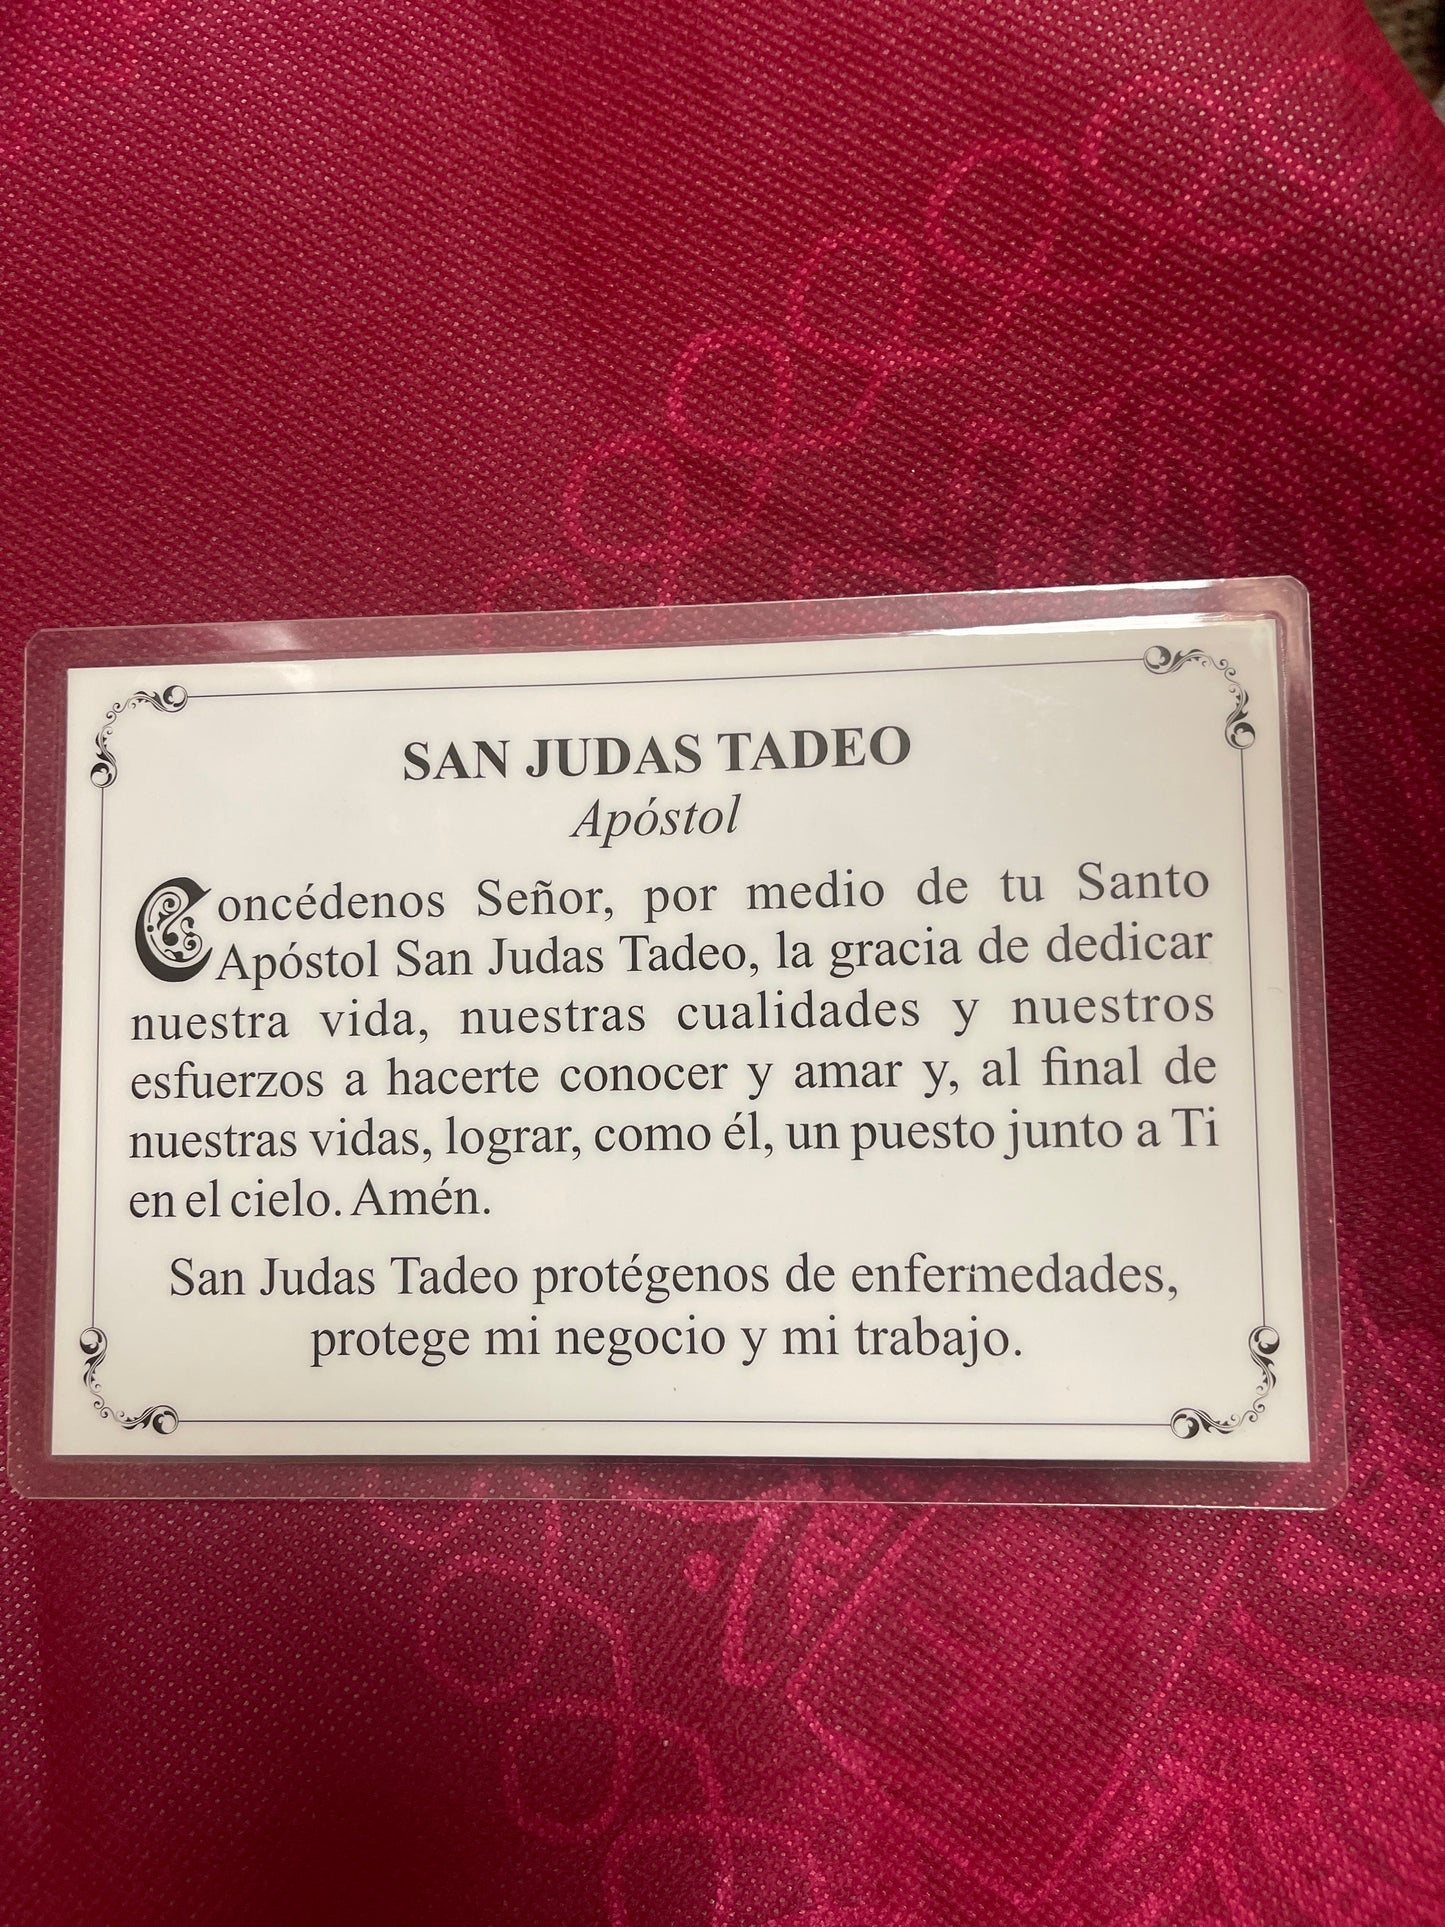 SAN JUDAS TADEO
Apóstol
Concédenos Señor, por medio de tu Santo
Apóstol San Judas Tadeo, la gracia de dedicar
nuestra vida, nuestras cualidades y nuestros
esfuerzos a hacerte conocer y amar y, al final de
nuestras vidas, lograr, como él, un puesto junto a Ti
en el cielo. Amén.
San Judas Tadeo protégenos de enfermedades,
protege mi negocio y mi trabajo.